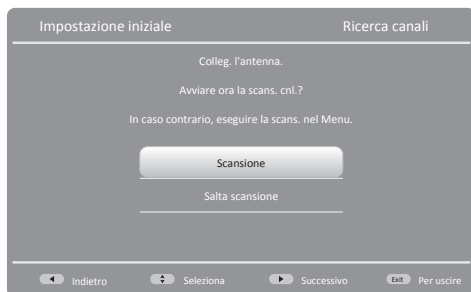 Impostazione iniziale Ricerca canali
Colleg. l'antenna.
Avviare ora la scans. cnl.?
In caso contrario, eseguire la scans. nel Menu.
Scansione
Salta scansione
Indietro Seleziona Successivo Exit Per uscire